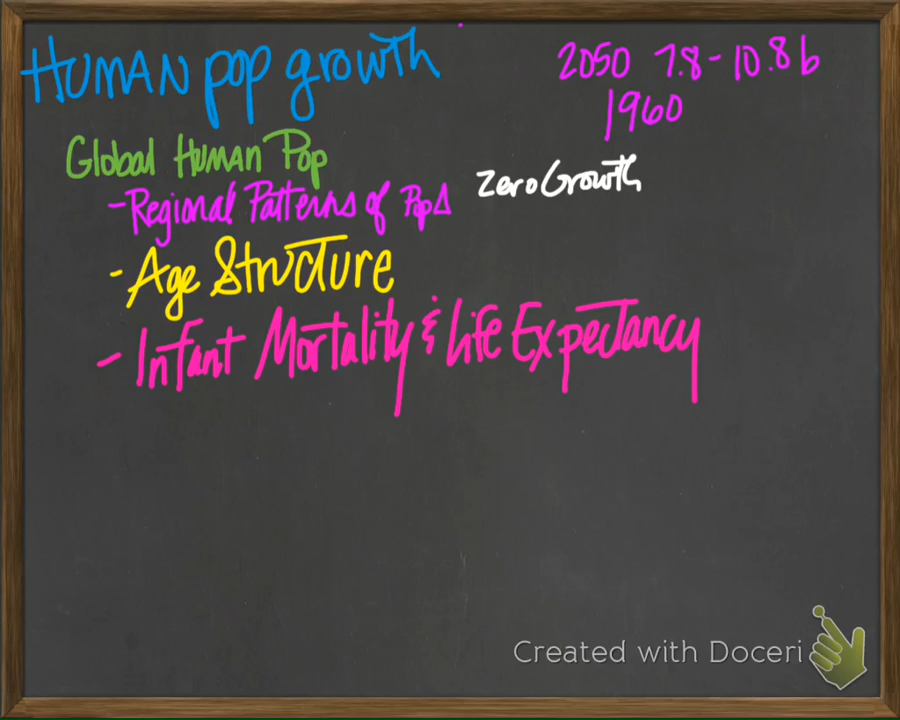 Human pop growth
2050 7.8 - 10.8 b
1960
Global Human Pop
- Regional Patterns of Pop Δ
Zero Growth
- Age Structure
- Infant Mortality & Life Expectancy
Created with Doceri